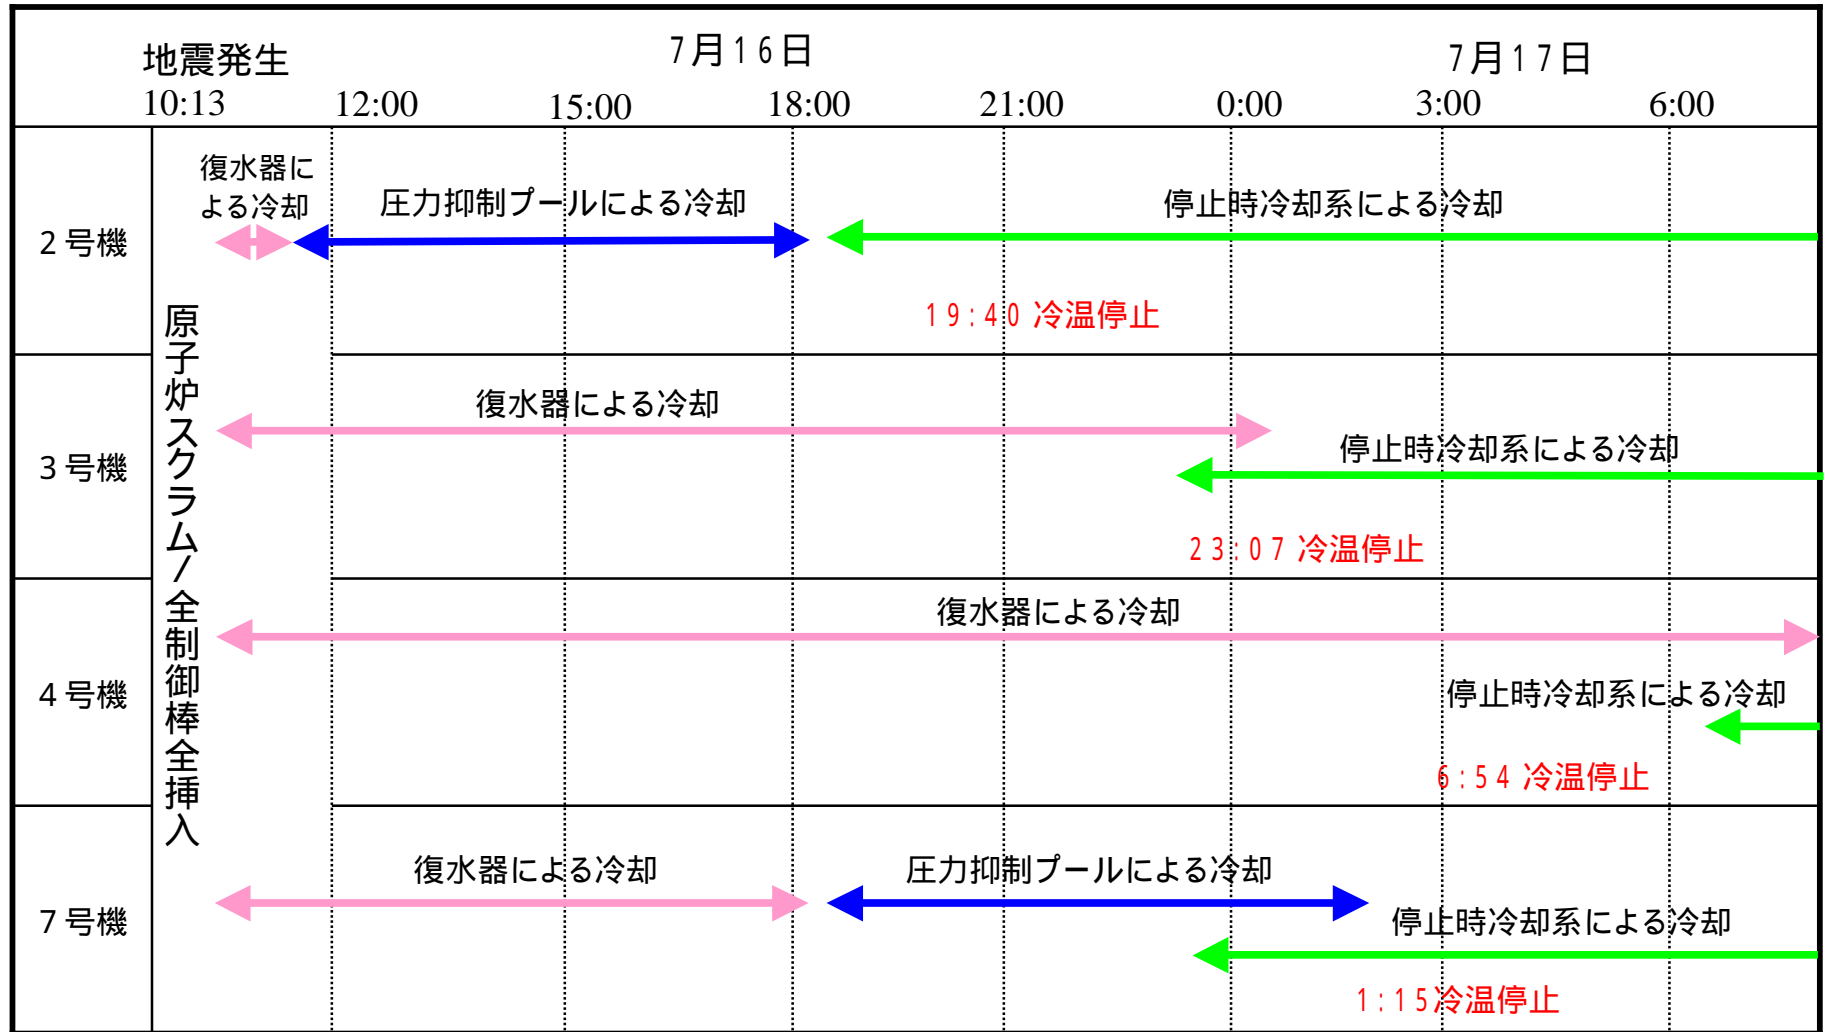 地震発生
7月16日
7月17日
10:13
12:00
15:00
18:00
21:00
0:00
3:00
6:00
原子炉スクラム/全制御棒全挿入
2号機
復水器に
よる冷却
圧力抑制プールによる冷却
停止時冷却系による冷却
19:40 冷温停止
3号機
復水器による冷却
停止時冷却系による冷却
23:07 冷温停止
4号機
復水器による冷却
停止時冷却系による冷却
6:54 冷温停止
7号機
復水器による冷却
圧力抑制プールによる冷却
停止時冷却系による冷却
1:15冷温停止